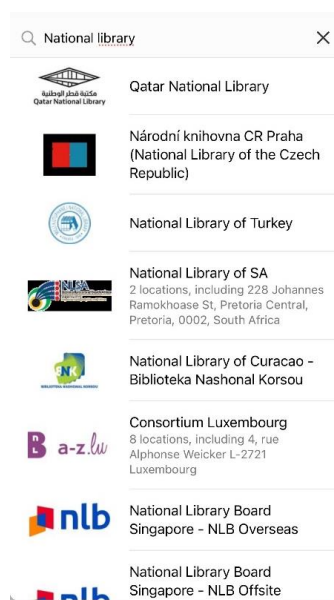 National library
مكتبة قطر الوطنية
Qatar National Library
Qatar National Library
Národní knihovna CR Praha
(National Library of the Czech
Republic)
National Library of Turkey
NLSA
National Library of SA
2 locations, including 228 Johannes
Ramokhoase St, Pretoria Central,
Pretoria, 0002, South Africa
BNK
BIBLIOTEKA NASHONAL KORSOU
National Library of Curacao -
Biblioteka Nashonal Korsou
a-z.lu
Consortium Luxembourg
8 locations, including 4, rue
Alphonse Weicker L-2721
Luxembourg
nlb
National Library Board
Singapore - NLB Overseas
nlb
National Library Board
Singapore - NLB Offsite